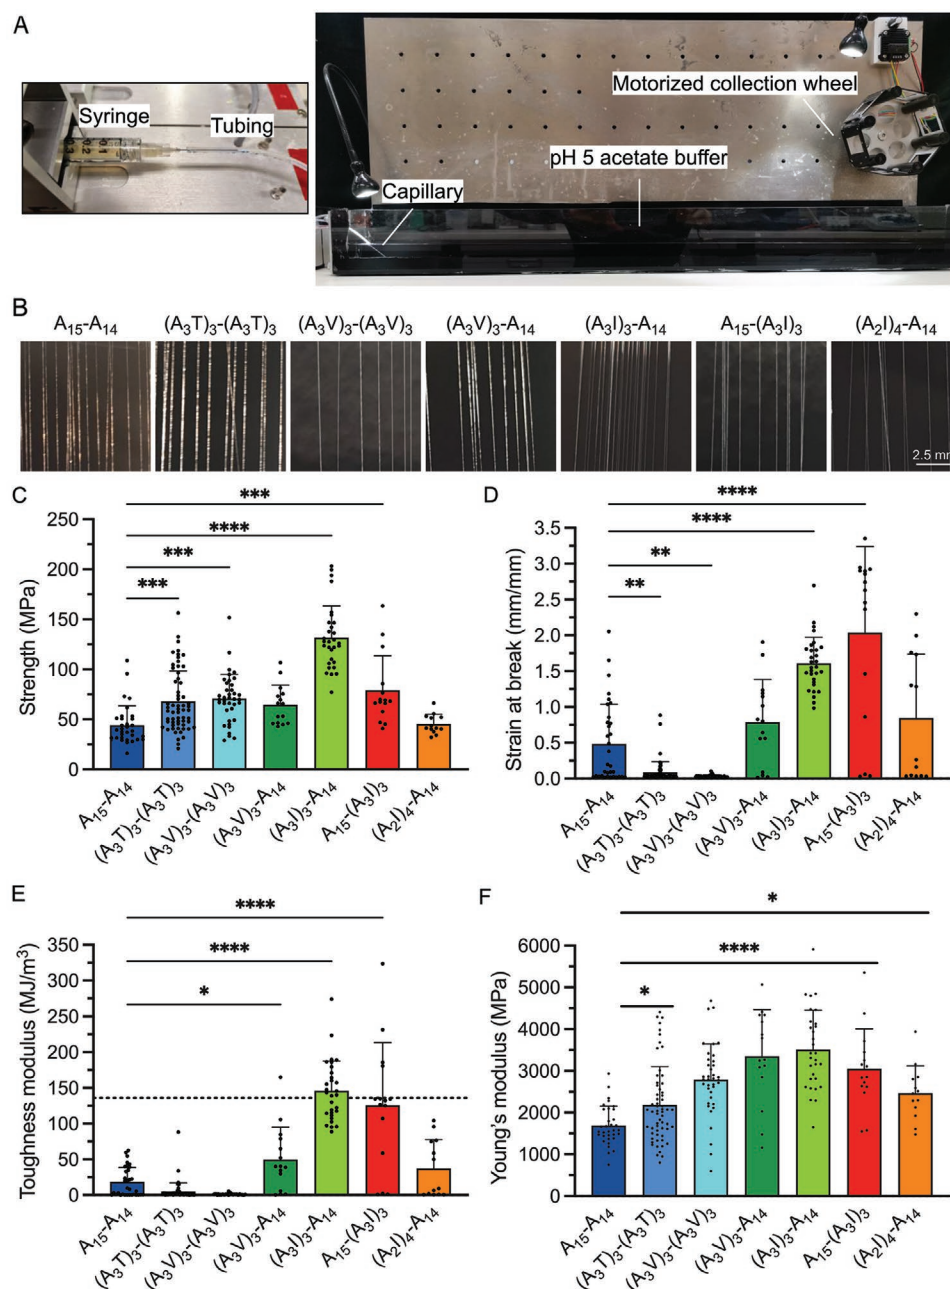 A
Syringe
Tubing
0.1
0.2
Capillary
Motorized collection wheel
pH 5 acetate buffer
B
A₁₅-A₁₄
(A₃T)₃-(A₃T)₃
(A₃V)₃-(A₃V)₃
(A₃V)₃-A₁₄
(A₃I)₃-A₁₄
A₁₅-(A₃I)₃
(A₂I)₄-A₁₄
2.5 mm
C
***
****
***
***
Strength (MPa)
250
200
150
100
50
0
A₁₅-A₁₄
(A₃T)₃-(A₃T)₃
(A₃V)₃-(A₃V)₃
(A₃V)₃-A₁₄
(A₃I)₃-A₁₄
A₁₅-(A₃I)₃
(A₂I)₄-A₁₄
D
****
****
**
**
Strain at break (mm/mm)
3.5
3.0
2.5
2.0
1.5
1.0
0.5
0.0
A₁₅-A₁₄
(A₃T)₃-(A₃T)₃
(A₃V)₃-(A₃V)₃
(A₃V)₃-A₁₄
(A₃I)₃-A₁₄
A₁₅-(A₃I)₃
(A₂I)₄-A₁₄
E
****
****
*
Toughness modulus (MJ/m³)
350
300
250
200
150
100
50
0
A₁₅-A₁₄
(A₃T)₃-(A₃T)₃
(A₃V)₃-(A₃V)₃
(A₃V)₃-A₁₄
(A₃I)₃-A₁₄
A₁₅-(A₃I)₃
(A₂I)₄-A₁₄
F
*
****
*
Young's modulus (MPa)
6000
5000
4000
3000
2000
1000
0
A₁₅-A₁₄
(A₃T)₃-(A₃T)₃
(A₃V)₃-(A₃V)₃
(A₃V)₃-A₁₄
(A₃I)₃-A₁₄
A₁₅-(A₃I)₃
(A₂I)₄-A₁₄